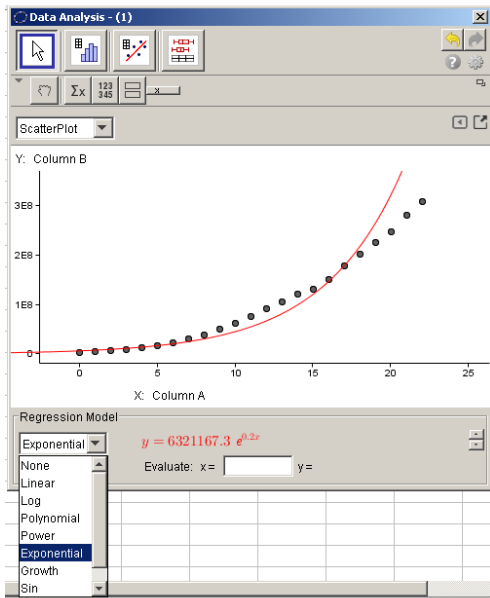 Data Analysis - (1)
Σx 123 345 x
ScatterPlot
Y: Column B
3E8
2E8
1E8
0
0 5 10 15 20 25
X: Column A
Regression Model
Exponential y = 6321167.3 e^0.2x
Evaluate: x = y =
None
Linear
Log
Polynomial
Power
Exponential
Growth
Sin